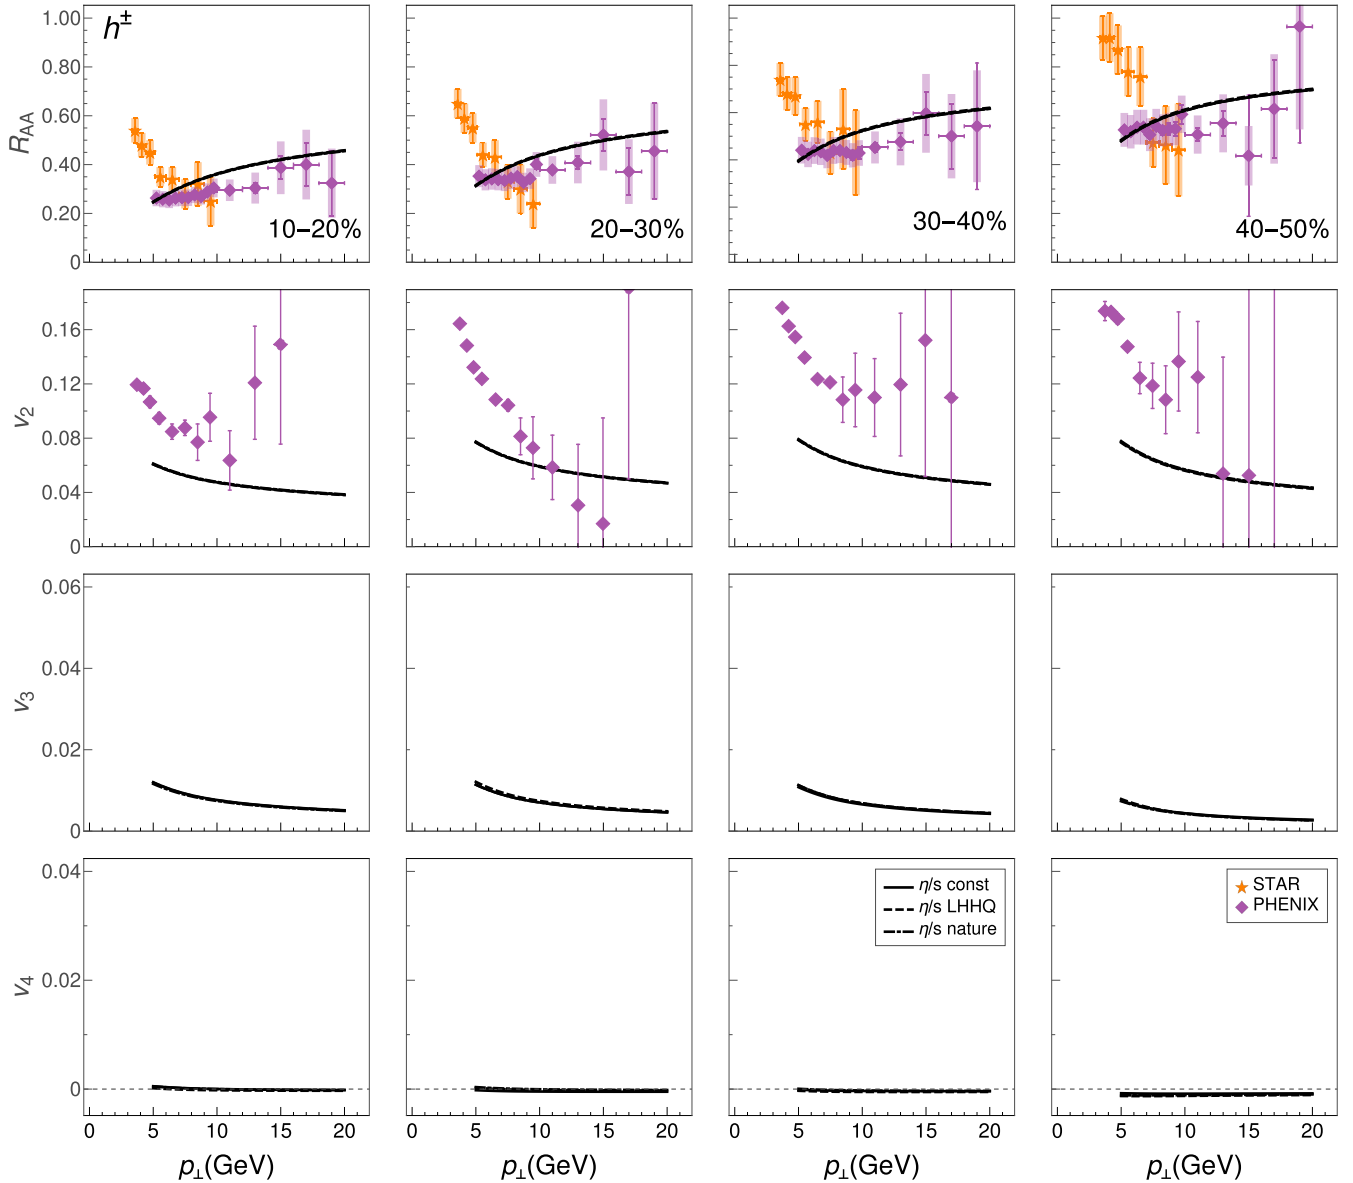 h±
1.00
0.80
0.60
0.40
0.20
0
R_AA
10−20%
20−30%
30−40%
40−50%
0.16
0.12
0.08
0.04
0
v_2
0.06
0.04
0.02
0
v_3
0.04
0.02
0
v_4
η/s const
η/s LHHQ
η/s nature
STAR
PHENIX
0 5 10 15 20
0 5 10 15 20
0 5 10 15 20
0 5 10 15 20
p⊥(GeV)
p⊥(GeV)
p⊥(GeV)
p⊥(GeV)